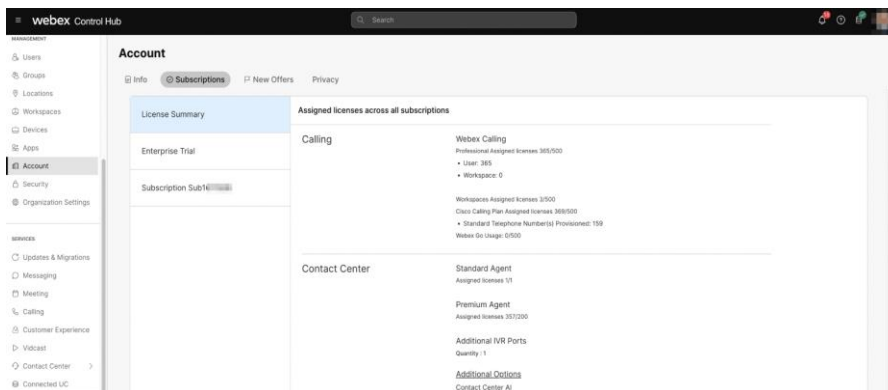 webex Control Hub
Search
MANAGEMENT
Users
Groups
Locations
Workspaces
Devices
Apps
Account
Security
Organization Settings
SERVICES
Updates & Migrations
Messaging
Meeting
Calling
Customer Experience
Vidcast
Contact Center
Connected UC
Account
Info
Subscriptions
New Offers
Privacy
License Summary
Enterprise Trial
Subscription Sub1
Assigned licenses across all subscriptions
Calling
Webex Calling
Professional Assigned licenses 365/500
• User: 365
• Workspace: 0
Workspaces Assigned licenses 3/500
Cisco Calling Plan Assigned licenses 369/500
• Standard Telephone Number(s) Provisioned: 159
Webex Go Usage: 0/500
Contact Center
Standard Agent
Assigned licenses 1/1
Premium Agent
Assigned licenses 357/200
Additional IVR Ports
Quantity : 1
Additional Options
Contact Center AI